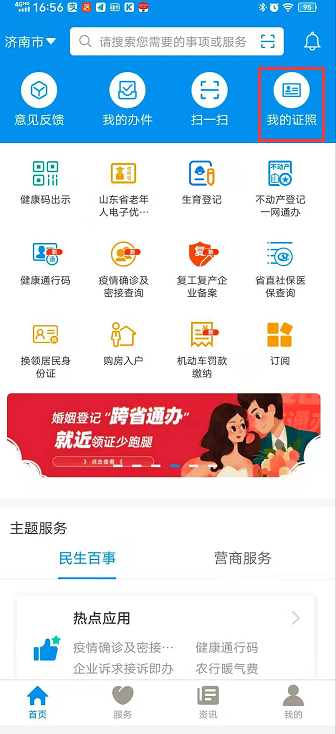 4G HD 16:56 95
济南市 请搜索您需要的事项或服务
意见反馈 我的办件 扫一扫 我的证照
健康码出示 山东省老年人电子优… 生育登记 不动产 不动产登记一网通办
健康通行码 疫情确诊及密接查询 复工复产企业备案 省直社保医保查询
换领居民身份证 购房入户 机动车罚款缴纳 订阅
婚姻登记“跨省通办”
就近领证少跑腿
点击查看
主题服务
民生百事 营商服务
热点应用
疫情确诊及密接… 健康通行码
企业诉求接诉即办 农行暖气费
首页 服务 资讯 我的